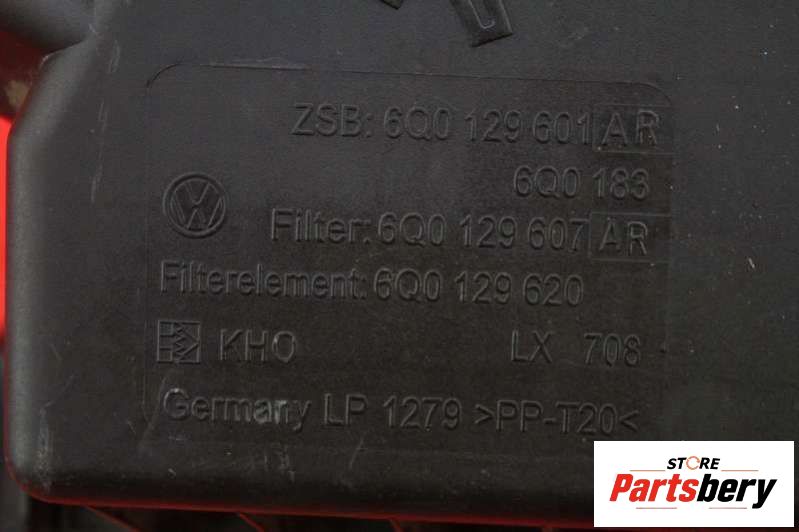 ZSB: 6Q0 129 601 AR
6Q0 183
Filter: 6Q0 129 607 AR
Filterelement: 6Q0 129 620
KHO LX 708
Germany LP 1279 >PP-T20<
STORE
Partsbery